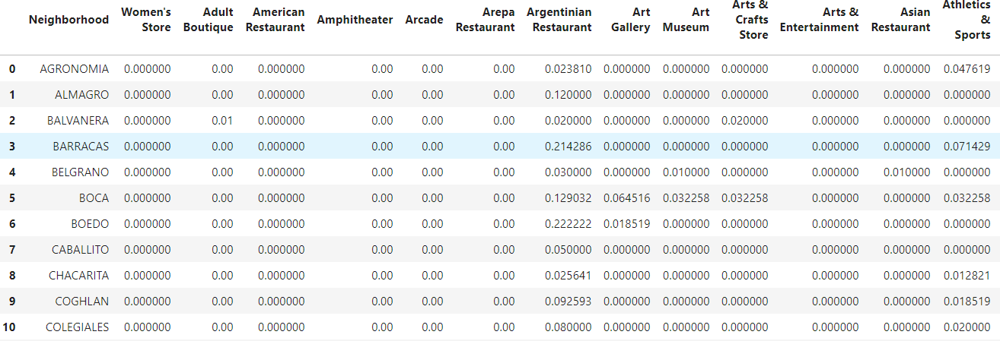 Neighborhood Women's Store Adult Boutique American Restaurant Amphitheater Arcade Arepa Restaurant Argentinian Restaurant Art Gallery Art Museum Arts & Crafts Store Arts & Entertainment Asian Restaurant Athletics & Sports
0 AGRONOMIA 0.000000 0.00 0.000000 0.00 0.00 0.00 0.023810 0.000000 0.000000 0.000000 0.000000 0.000000 0.047619
1 ALMAGRO 0.000000 0.00 0.000000 0.00 0.00 0.00 0.120000 0.000000 0.000000 0.000000 0.000000 0.000000 0.000000
2 BALVANERA 0.000000 0.01 0.000000 0.00 0.00 0.00 0.020000 0.000000 0.000000 0.020000 0.000000 0.000000 0.000000
3 BARRACAS 0.000000 0.00 0.000000 0.00 0.00 0.00 0.214286 0.000000 0.000000 0.000000 0.000000 0.000000 0.071429
4 BELGRANO 0.000000 0.00 0.000000 0.00 0.00 0.00 0.030000 0.000000 0.010000 0.000000 0.000000 0.010000 0.000000
5 BOCA 0.000000 0.00 0.000000 0.00 0.00 0.00 0.129032 0.064516 0.032258 0.032258 0.000000 0.000000 0.032258
6 BOEDO 0.000000 0.00 0.000000 0.00 0.00 0.00 0.222222 0.018519 0.000000 0.000000 0.000000 0.000000 0.000000
7 CABALLITO 0.000000 0.00 0.000000 0.00 0.00 0.00 0.050000 0.000000 0.000000 0.000000 0.000000 0.000000 0.000000
8 CHACARITA 0.000000 0.00 0.000000 0.00 0.00 0.00 0.025641 0.000000 0.000000 0.000000 0.000000 0.000000 0.012821
9 COGHLAN 0.000000 0.00 0.000000 0.00 0.00 0.00 0.092593 0.000000 0.000000 0.000000 0.000000 0.000000 0.018519
10 COLEGIALES 0.000000 0.00 0.000000 0.00 0.00 0.00 0.080000 0.000000 0.000000 0.000000 0.000000 0.000000 0.020000